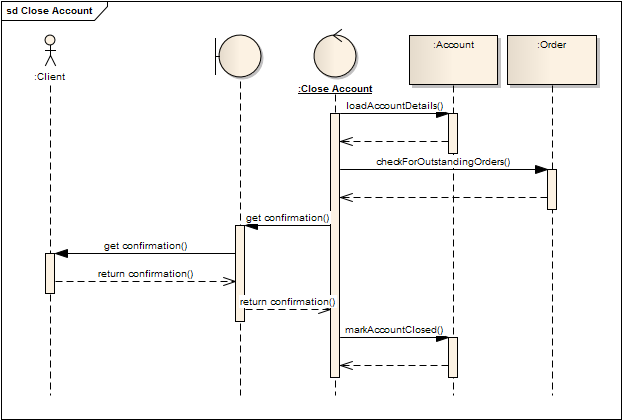 sd Close Account
:Client
:Close Account
:Account
:Order
loadAccountDetails()
checkForOutstandingOrders()
get confirmation()
get confirmation()
return confirmation()
return confirmation()
markAccountClosed()